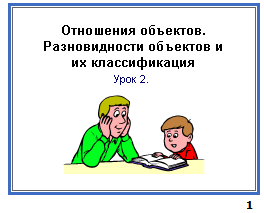 Отношения объектов.
Разновидности объектов и
их классификация
Урок 2.
1